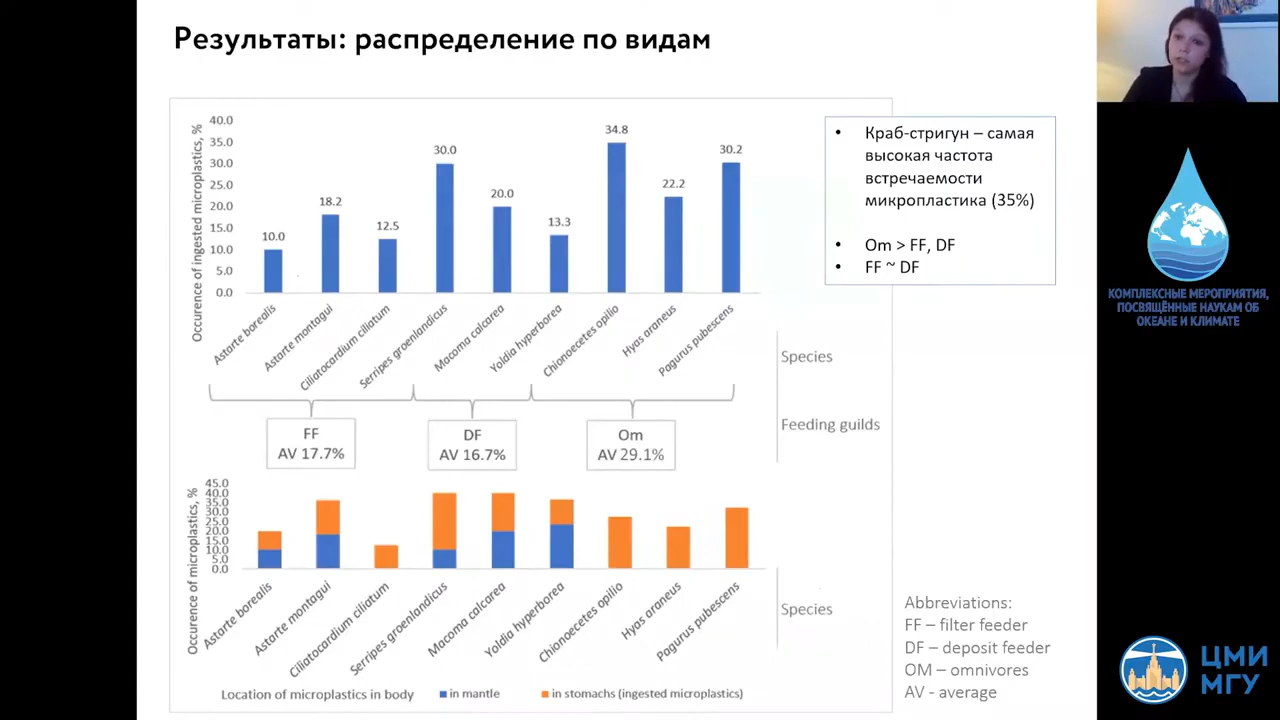 Результаты: распределение по видам
Occurence of ingested microplastics, %
40.0
35.0
30.0
25.0
20.0
15.0
10.0
5.0
0.0
10.0
18.2
12.5
30.0
20.0
13.3
34.8
22.2
30.2
Astarte borealis
Astarte montagui
Ciliatocardium ciliatum
Serripes groenlandicus
Macoma calcarea
Yoldia hyperborea
Chionoecetes opilio
Hyas araneus
Pagurus pubescens
Species
FF
AV 17.7%
DF
AV 16.7%
Om
AV 29.1%
Feeding guilds
Occurence of microplastics, %
45.0
40.0
35.0
30.0
25.0
20.0
15.0
10.0
5.0
0.0
Astarte borealis
Astarte montagui
Ciliatocardium ciliatum
Serripes groenlandicus
Macoma calcarea
Yoldia hyperborea
Chionoecetes opilio
Hyas araneus
Pagurus pubescens
Species
Location of microplastics in body
in mantle
in stomachs (ingested microplastics)
• Краб-стригун – самая
высокая частота
встречаемости
микропластика (35%)
• Om > FF, DF
• FF ~ DF
Abbreviations:
FF – filter feeder
DF – deposit feeder
OM – omnivores
AV - average
КОМПЛЕКСНЫЕ МЕРОПРИЯТИЯ,
ПОСВЯЩЁННЫЕ НАУКАМ ОБ
ОКЕАНЕ И КЛИМАТЕ
ЦМИ
МГУ